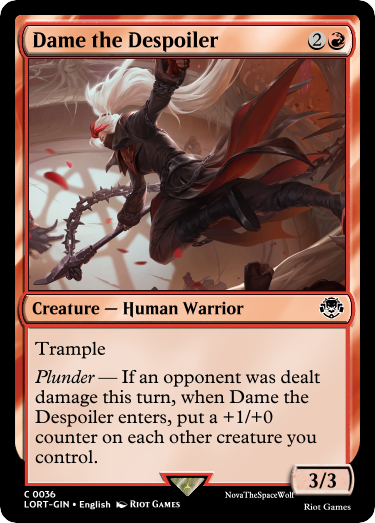 Dame the Despoiler 2
Creature — Human Warrior
Trample
Plunder — If an opponent was dealt
damage this turn, when Dame the
Despoiler enters, put a +1/+0
counter on each other creature you
control.
3/3
C 0036
LORT-GIN • English Riot Games
NovaTheSpaceWolf
Riot Games